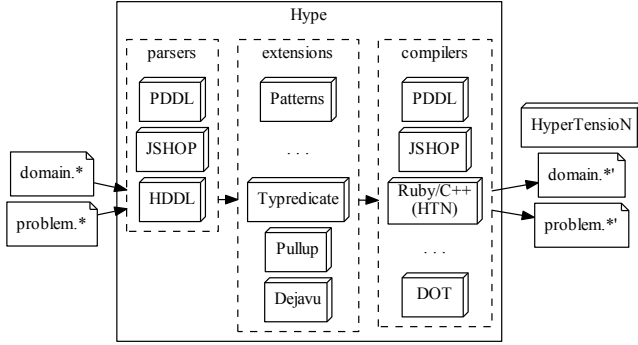 Hype
parsers
extensions
compilers
PDDL
Patterns
PDDL
HyperTensioN
JSHOP
. . .
JSHOP
domain.*
domain.*'
HDDL
Typredicate
Ruby/C++
(HTN)
problem.*
problem.*'
Pullup
. . .
Dejavu
DOT